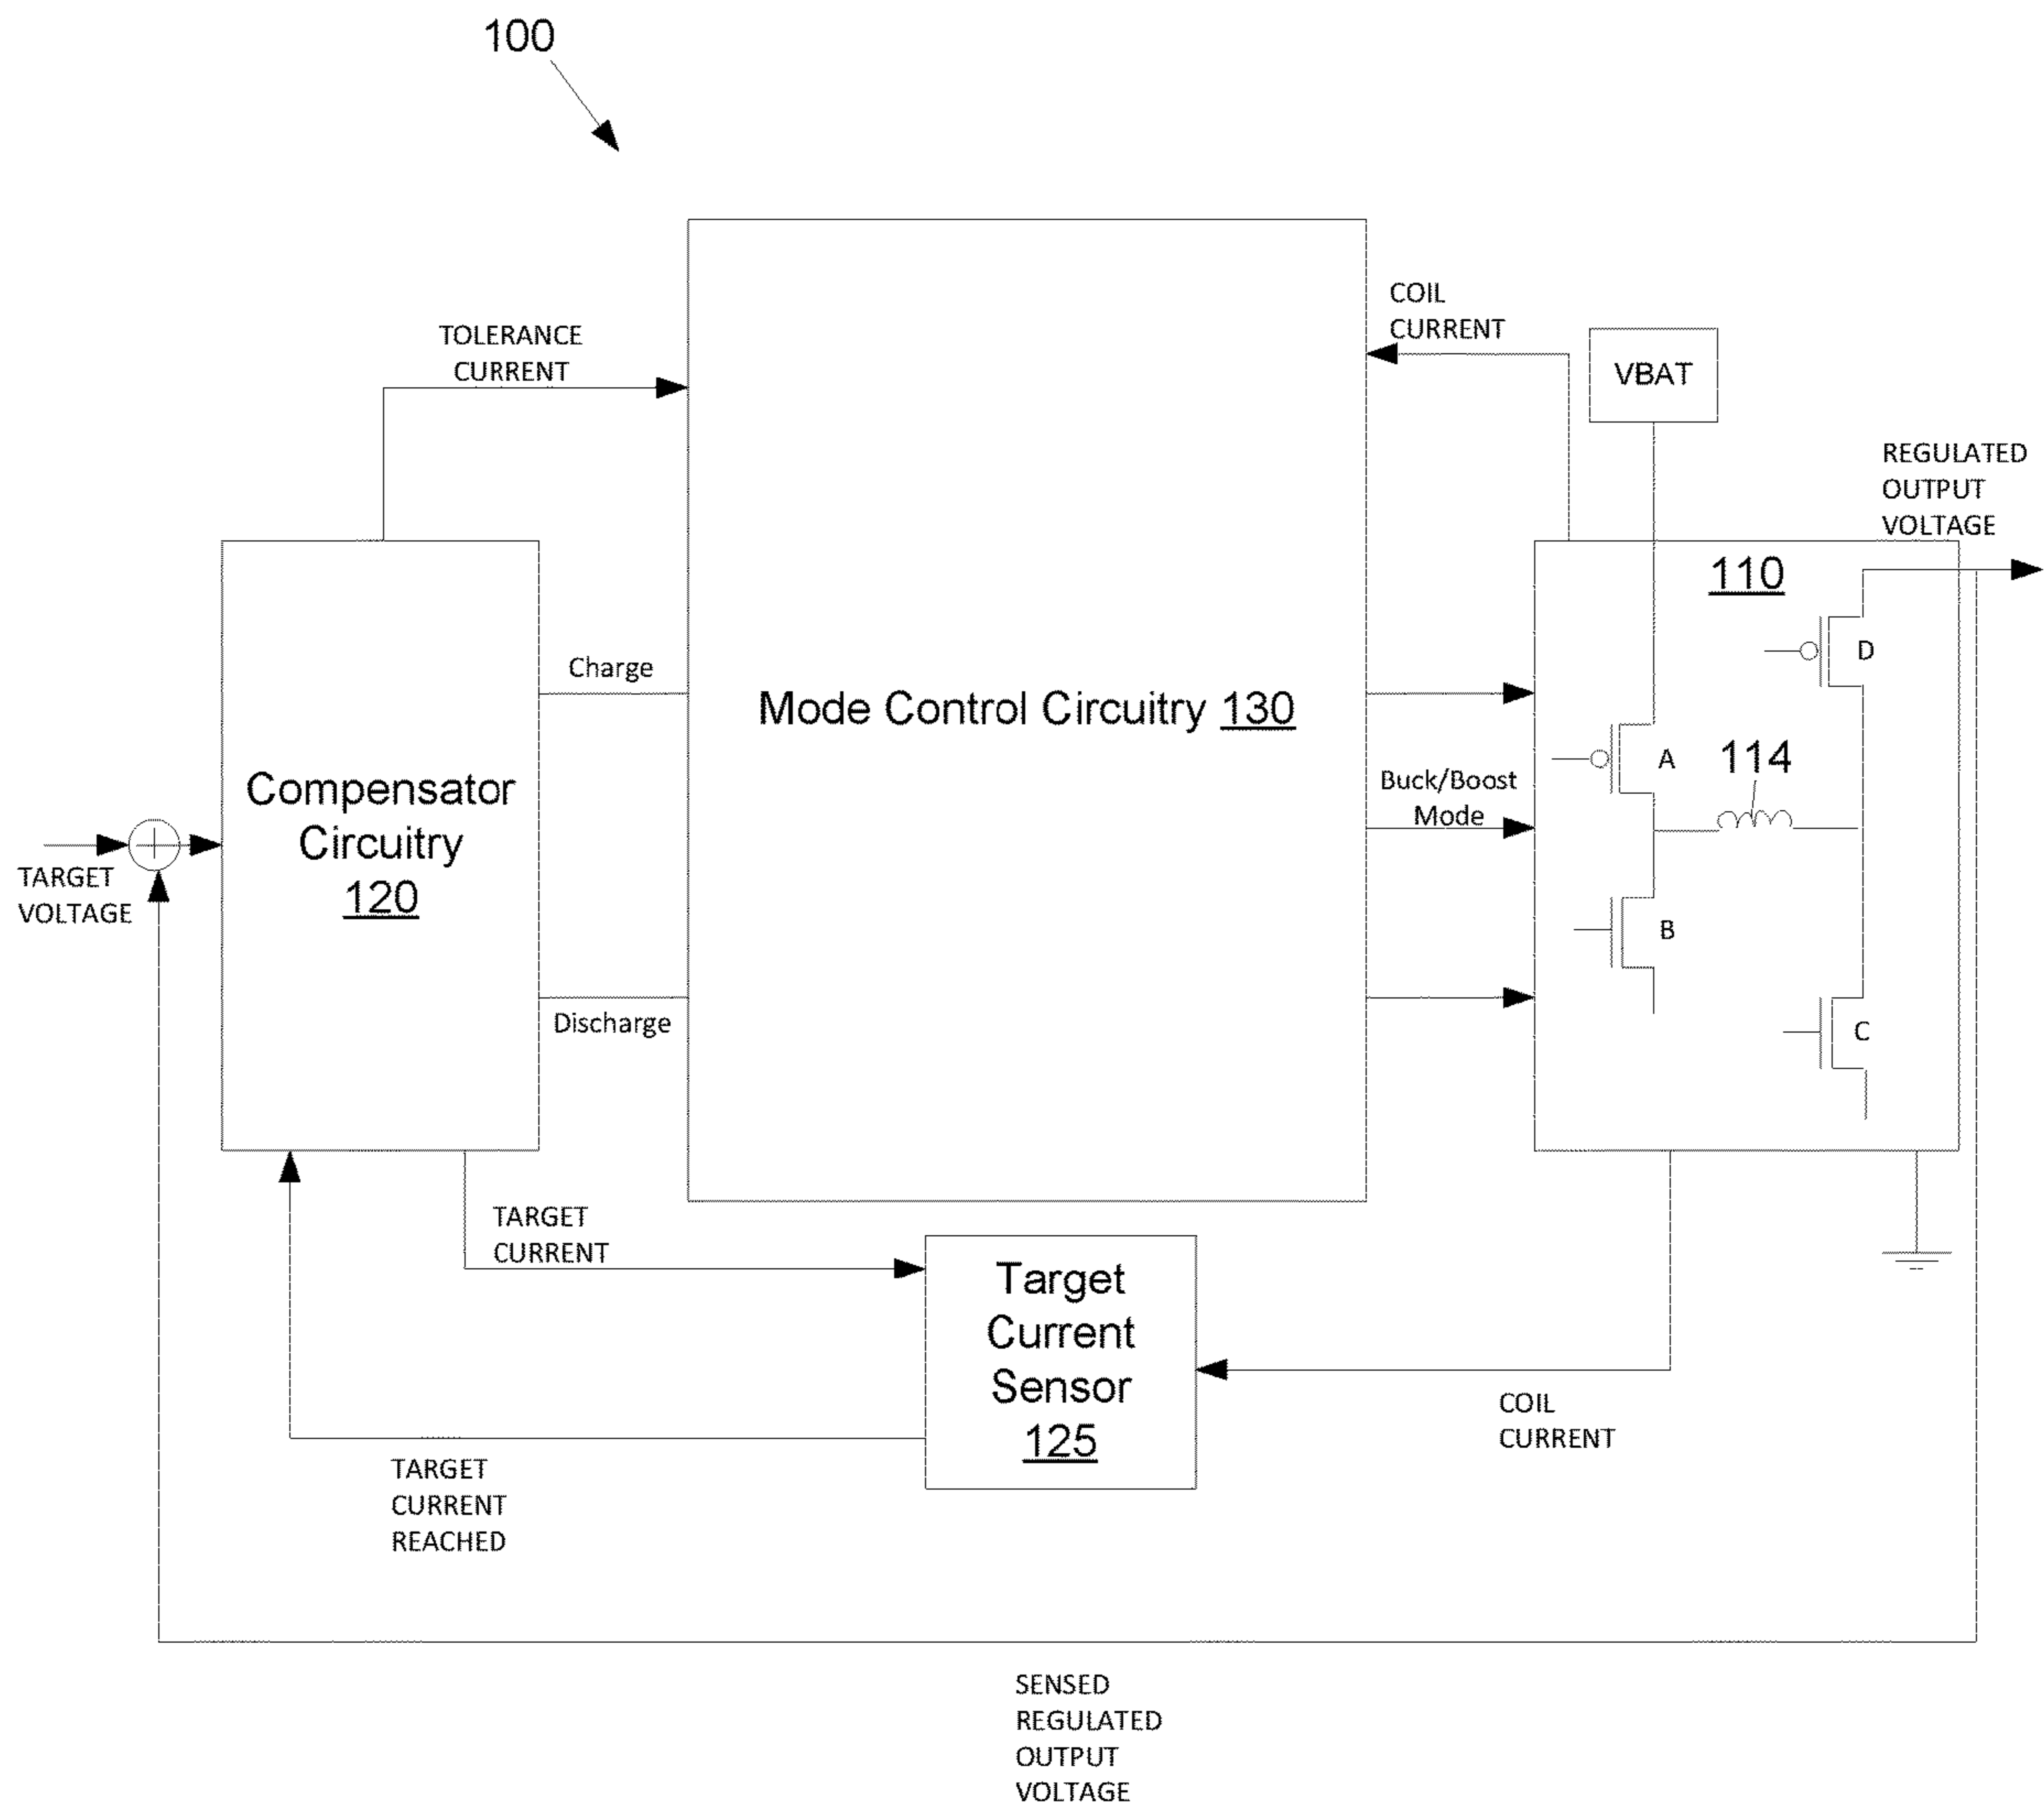 100
COIL
CURRENT
TOLERANCE
CURRENT
VBAT
REGULATED
OUTPUT
VOLTAGE
110
D
Charge
Mode Control Circuitry 130
A
114
Buck/Boost
Mode
Compensator
Circuitry
120
TARGET
VOLTAGE
B
Discharge
C
TARGET
CURRENT
Target
Current
Sensor
125
COIL
CURRENT
TARGET
CURRENT
REACHED
SENSED
REGULATED
OUTPUT
VOLTAGE